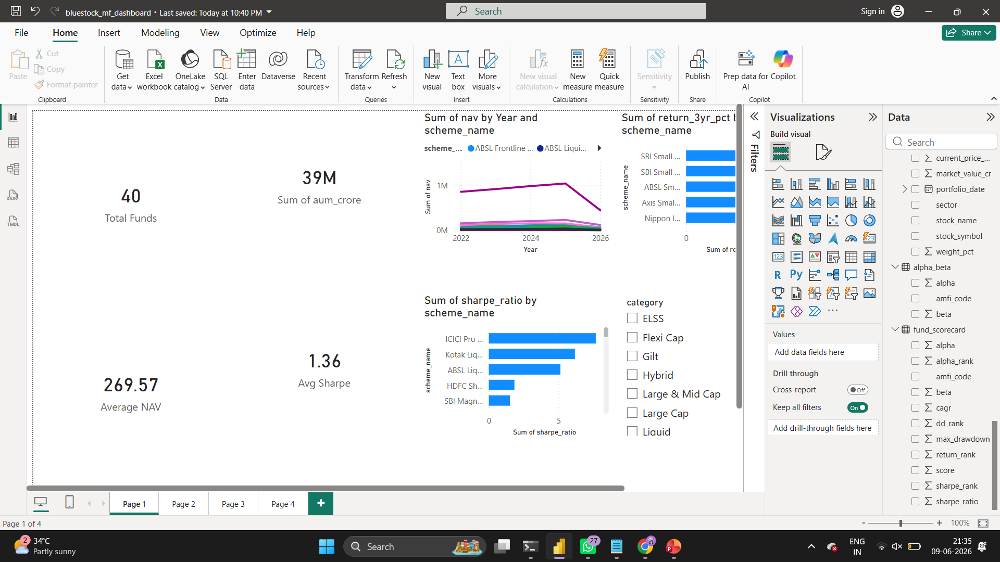 bluestock_mf_dashboard • Last saved: Today at 10:40 PM
Search
Sign in
File
Home
Insert
Modeling
View
Optimize
Help
Share
Paste
Cut
Copy
Format painter
Clipboard
Get data
Excel workbook
OneLake catalog
SQL Server
Enter data
Dataverse
Recent sources
Data
Transform data
Refresh
Queries
New visual
Text box
More visuals
Insert
New visual calculation
New measure
Quick measure
Calculations
Sensitivity
Sensitivity
Publish
Share
Prep data for AI
Copilot
Copilot
40
Total Funds
39M
Sum of aum_crore
269.57
Average NAV
1.36
Avg Sharpe
Sum of nav by Year and
scheme_name
scheme_... ABSL Frontline ... ABSL Liqui...
Sum of nav
1M
0M
2022 2024 2026
Year
Sum of return_3yr_pct b
scheme_name
scheme_name
SBI Small ...
SBI Small ...
ABSL Sm...
Axis Smal...
Nippon I...
0
Sum of re
Sum of sharpe_ratio by
scheme_name
scheme_name
ICICI Pru ...
Kotak Liq...
ABSL Liq...
HDFC Sh...
SBI Magn...
0 5
Sum of sharpe_ratio
category
ELSS
Flexi Cap
Gilt
Hybrid
Large & Mid Cap
Large Cap
Liquid
Filters
Visualizations
Build visual
Values
Add data fields here
Drill through
Cross-report
Off
Keep all filters
On
Add drill-through fields here
Data
Search
current_price_...
market_value_cr
portfolio_date
sector
stock_name
stock_symbol
weight_pct
alpha_beta
alpha
amfi_code
beta
fund_scorecard
alpha
alpha_rank
amfi_code
beta
cagr
dd_rank
max_drawdown
return_rank
score
sharpe_rank
sharpe_ratio
Page 1
Page 2
Page 3
Page 4
Page 1 of 4
- + 100%
2
34°C
Partly sunny
Search
27
ENG
IN
21:35
09-06-2026